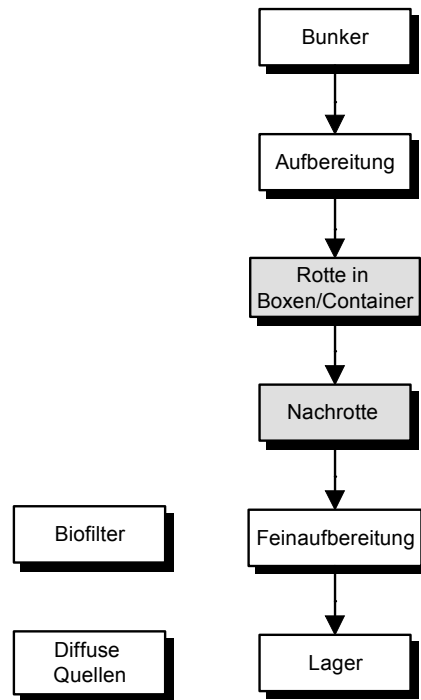 Bunker
Aufbereitung
Rotte in
Boxen/Container
Nachrotte
Biofilter
Feinaufbereitung
Diffuse
Quellen
Lager